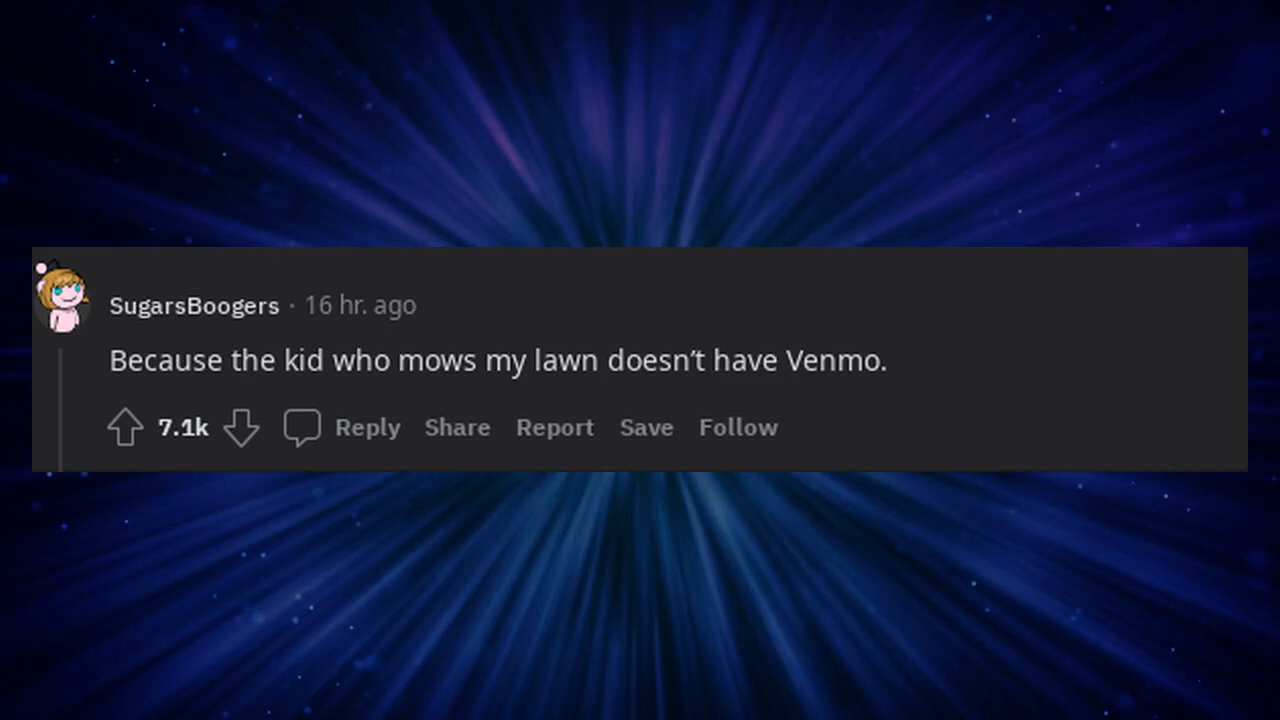 SugarsBoogers · 16 hr. ago
Because the kid who mows my lawn doesn’t have Venmo.
7.1k Reply Share Report Save Follow